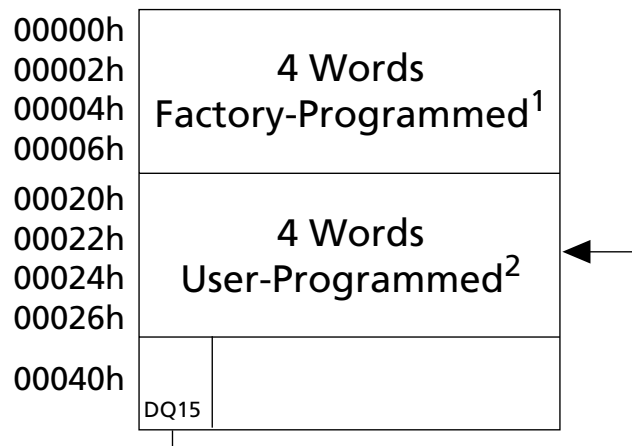 00000h
00002h
00004h
00006h
4 Words
Factory-Programmed1
00020h
00022h
00024h
00026h
4 Words
User-Programmed2
00040h
DQ15